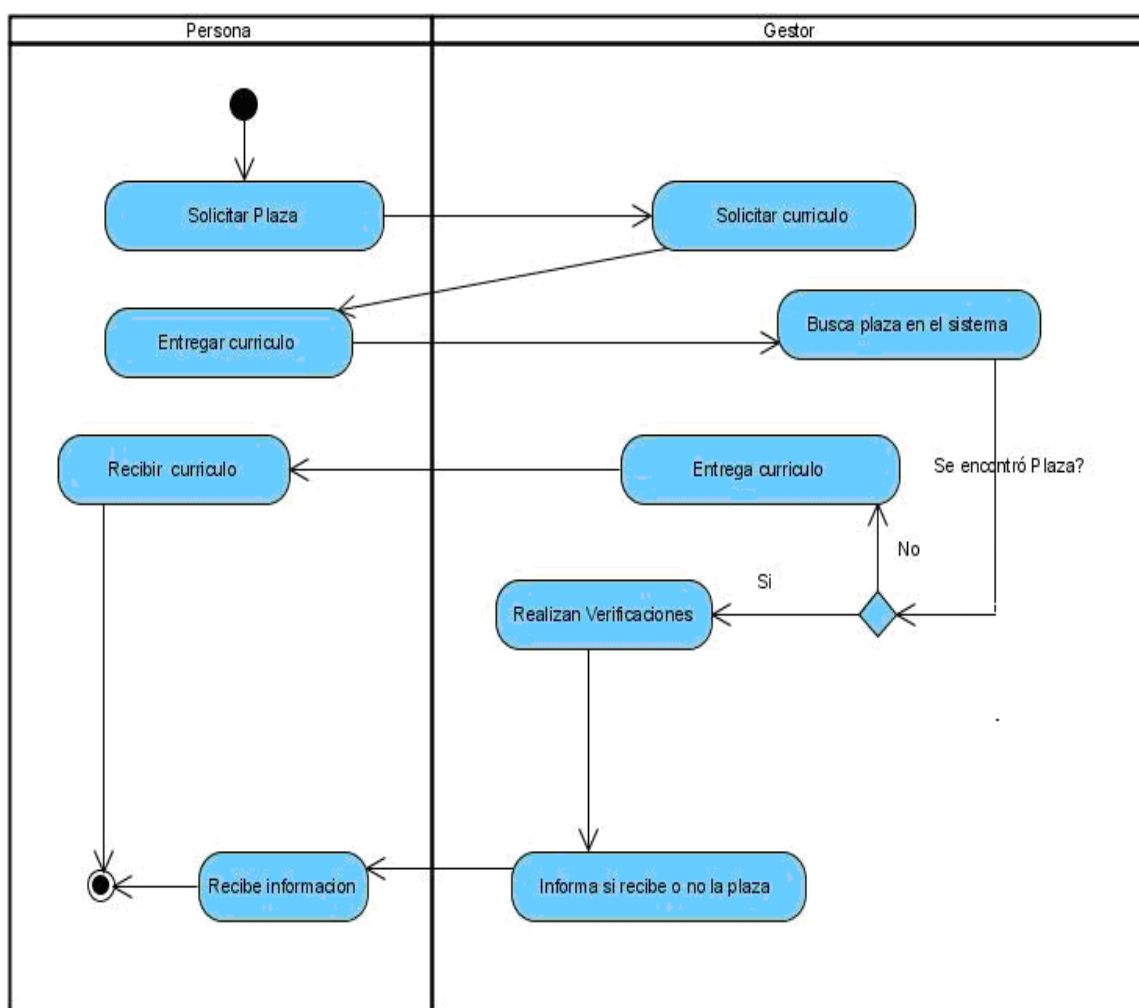 Persona
Gestor
Solicitar Plaza
Solicitar curriculo
Entregar curriculo
Busca plaza en el sistema
Recibir curriculo
Entrega curriculo
Se encontró Plaza?
No
Si
Realizan Verificaciones
Recibe informacion
Informa si recibe o no la plaza